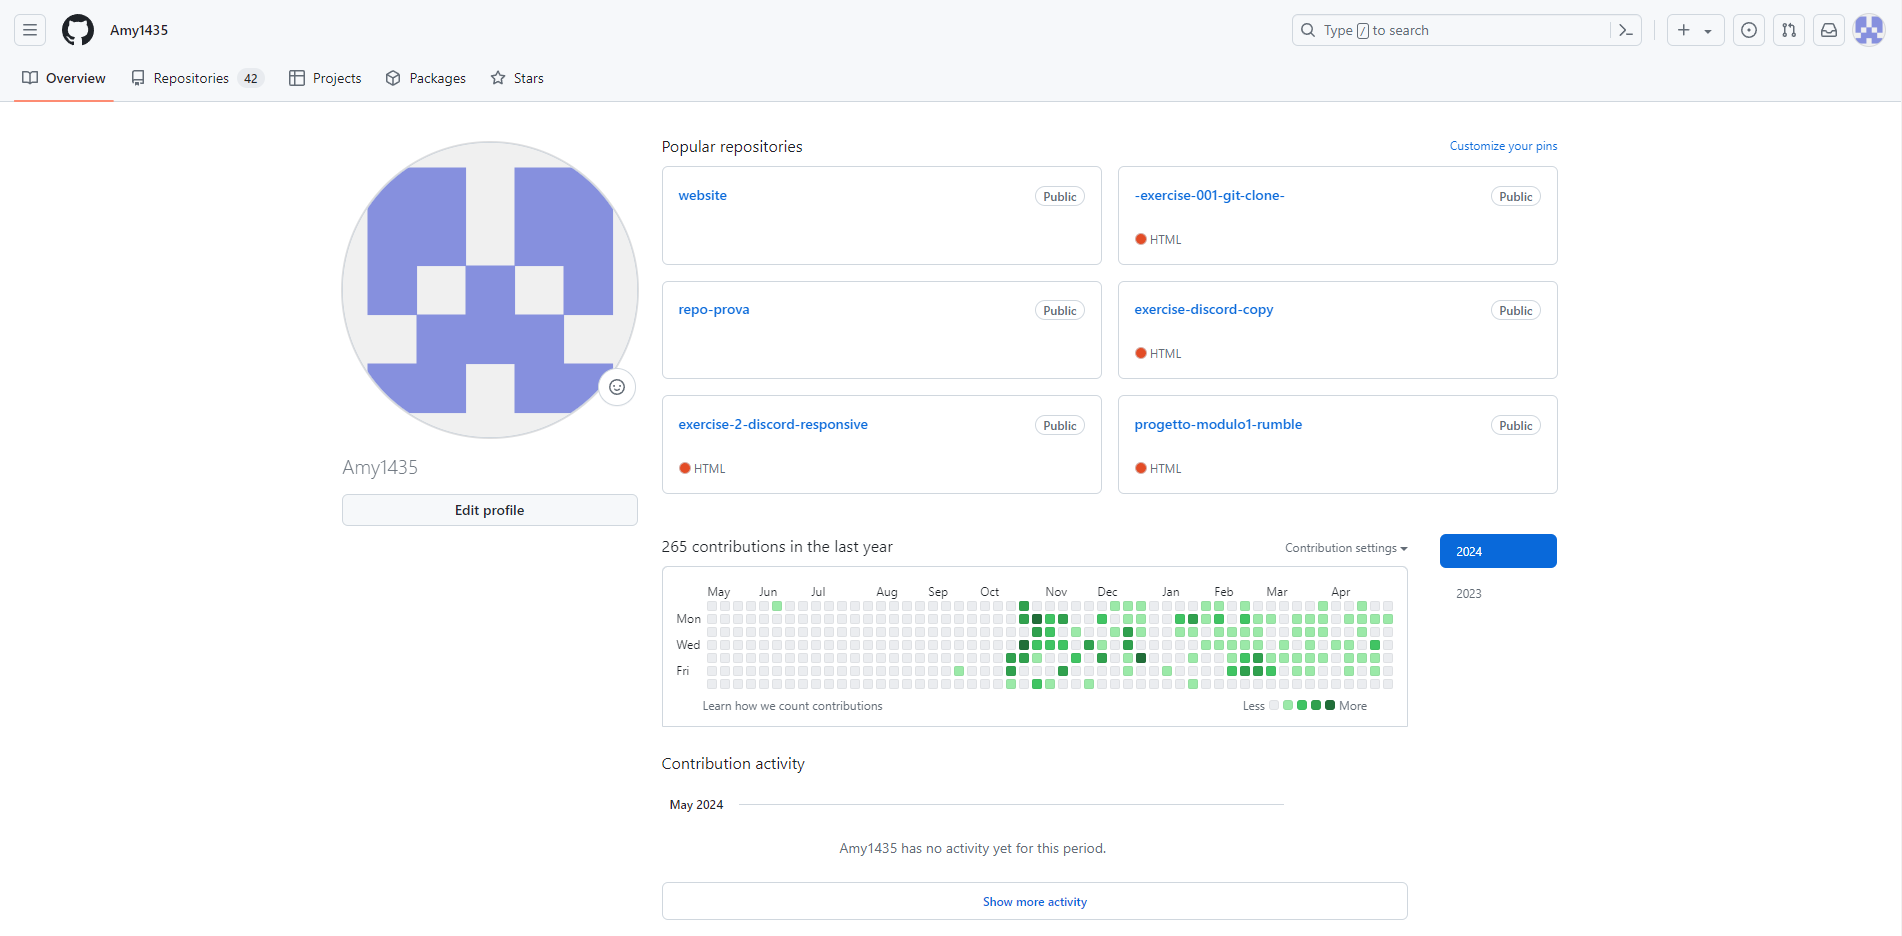 Amy1435
Type / to search
Overview
Repositories 42
Projects
Packages
Stars
Amy1435
Edit profile
Popular repositories
Customize your pins
website
Public
-exercise-001-git-clone-
Public
HTML
repo-prova
Public
exercise-discord-copy
Public
HTML
exercise-2-discord-responsive
Public
HTML
progetto-modulo1-rumble
Public
HTML
265 contributions in the last year
Contribution settings
2024
2023
May Jun Jul Aug Sep Oct Nov Dec Jan Feb Mar Apr
Mon
Wed
Fri
Learn how we count contributions
Less
More
Contribution activity
May 2024
Amy1435 has no activity yet for this period.
Show more activity